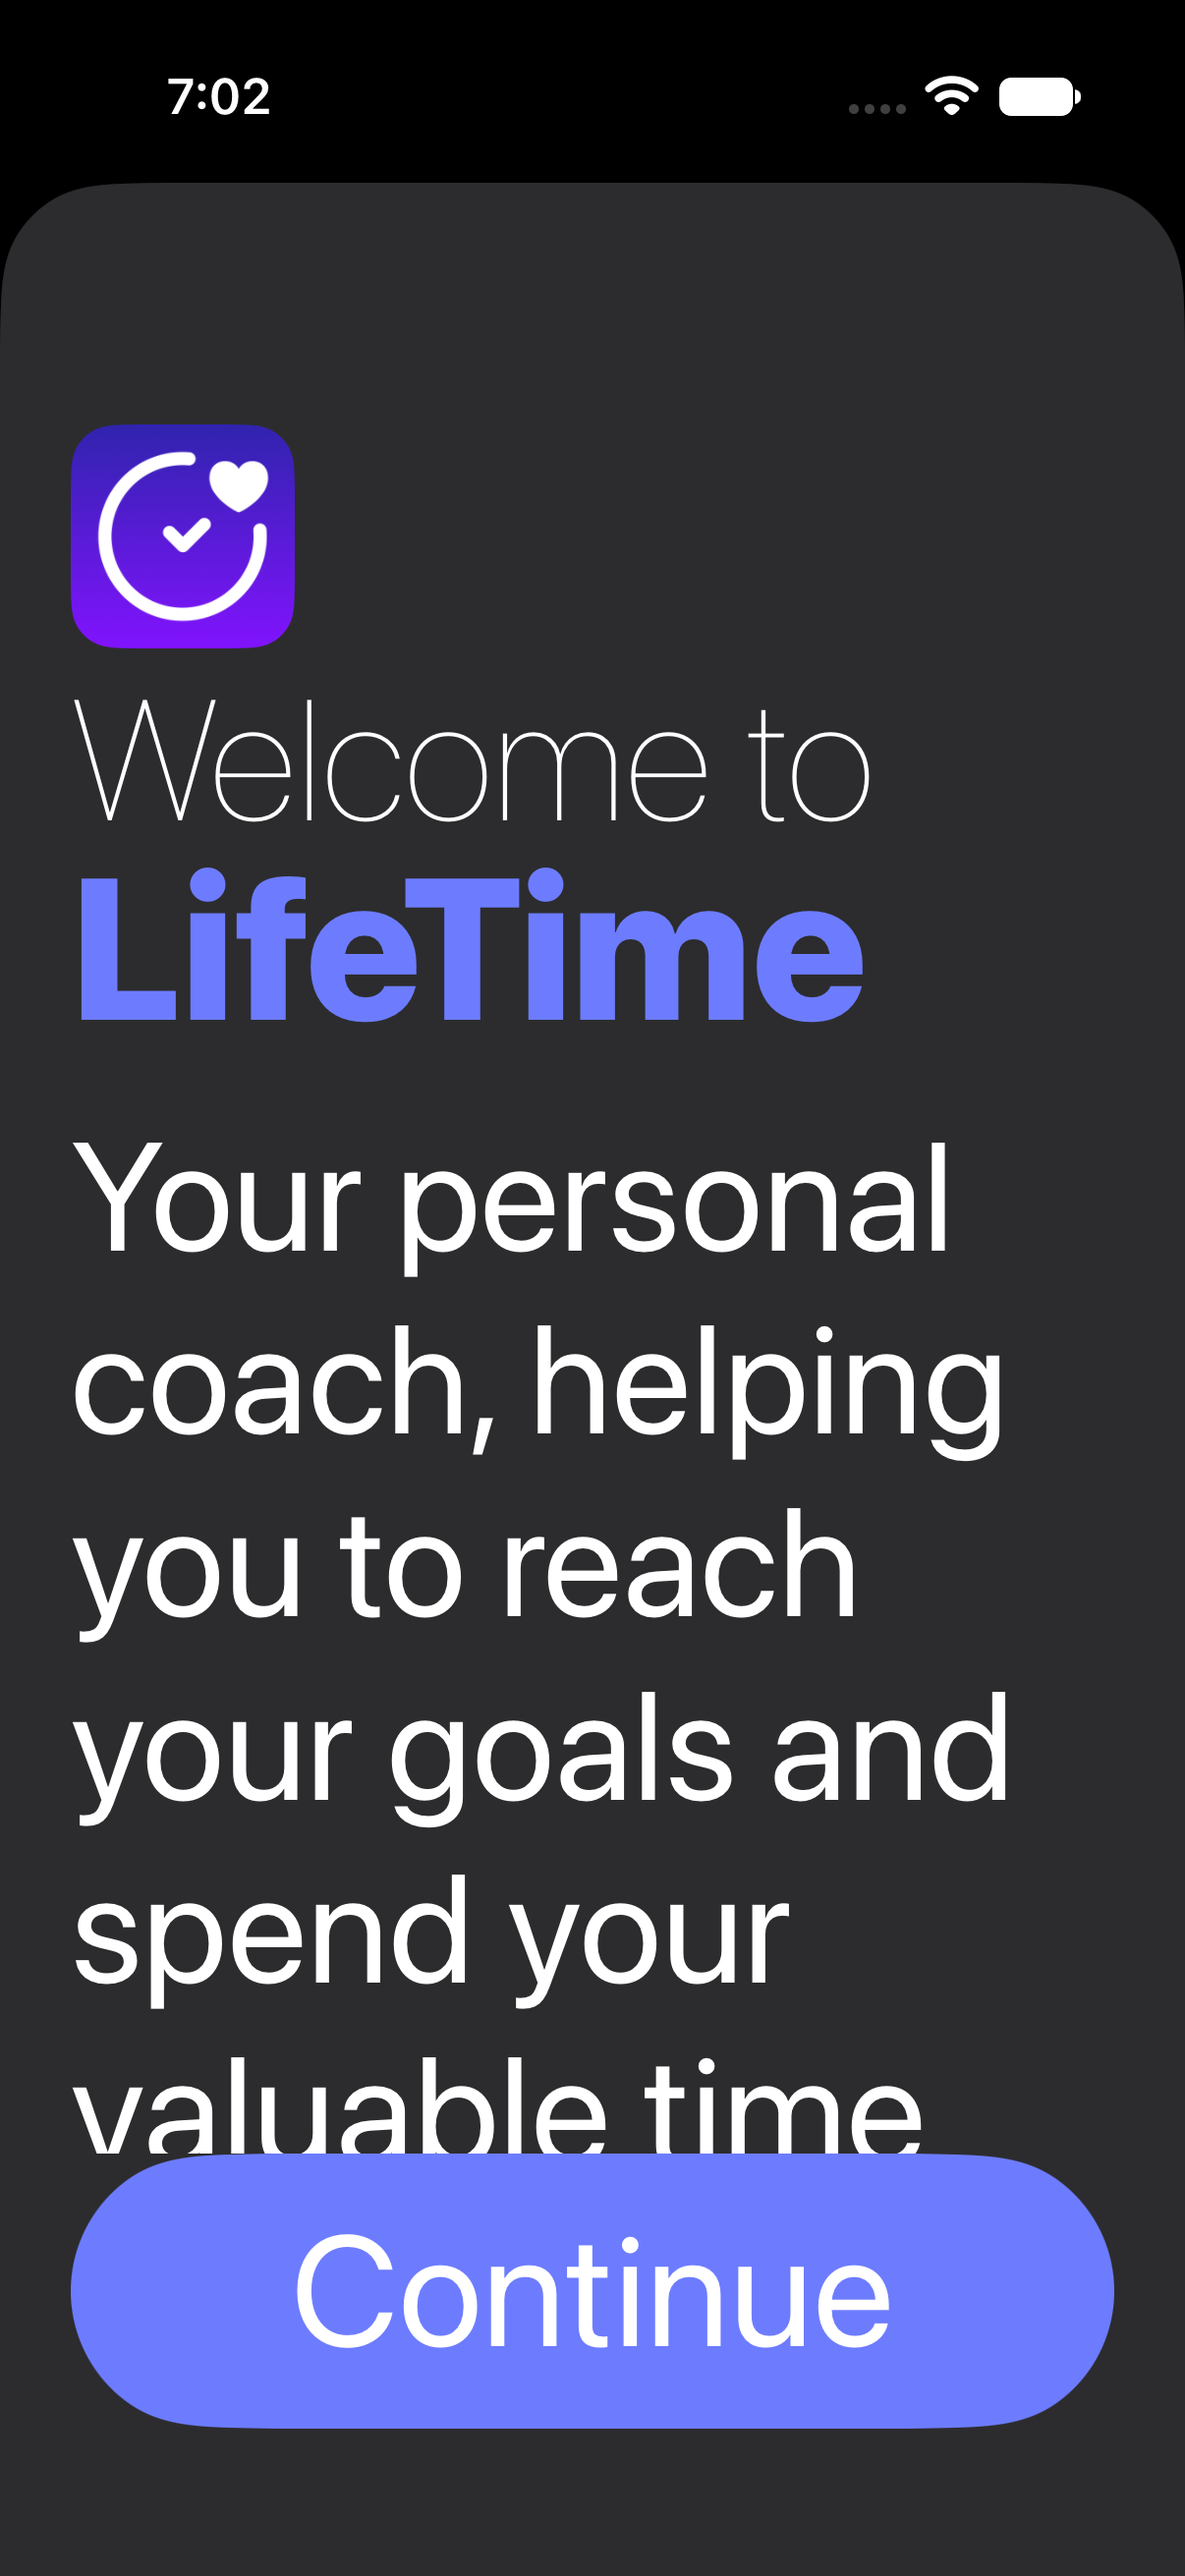 7:02
Welcome to
LifeTime
Your personal
coach, helping
you to reach
your goals and
spend your
valuable time
Continue